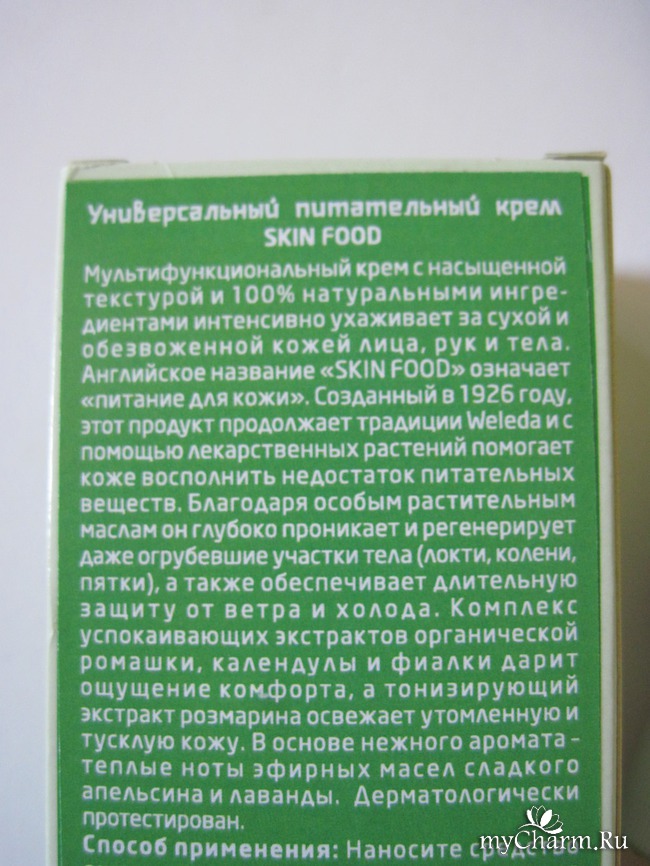 Универсальный питательный крем
SKIN FOOD
Мультифункциональный крем с насыщенной
текстурой и 100% натуральными ингре-
диентами интенсивно ухаживает за сухой и
обезвоженной кожей лица, рук и тела.
Английское название «SKIN FOOD» означает
«питание для кожи». Созданный в 1926 году,
этот продукт продолжает традиции Weleda и с
помощью лекарственных растений помогает
коже восполнить недостаток питательных
веществ. Благодаря особым растительным
маслам он глубоко проникает и регенерирует
даже огрубевшие участки тела (локти, колени,
пятки), а также обеспечивает длительную
защиту от ветра и холода. Комплекс
успокаивающих экстрактов органической
ромашки, календулы и фиалки дарит
ощущение комфорта, а тонизирующий
экстракт розмарина освежает утомленную и
тусклую кожу. В основе нежного аромата-
теплые ноты эфирных масел сладкого
апельсина и лаванды. Дерматологически
протестирован.
Способ применения: Наносите средство
myCharm.Ru